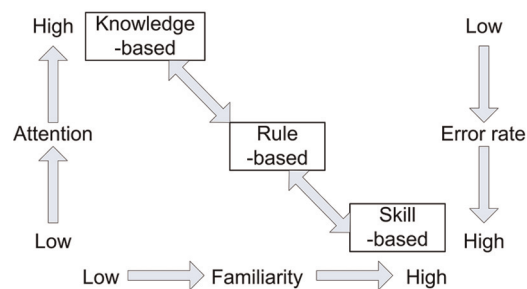 High
Knowledge
-based
Low
Attention
Rule
-based
Error rate
Low
Skill
-based
High
Low
Familiarity
High